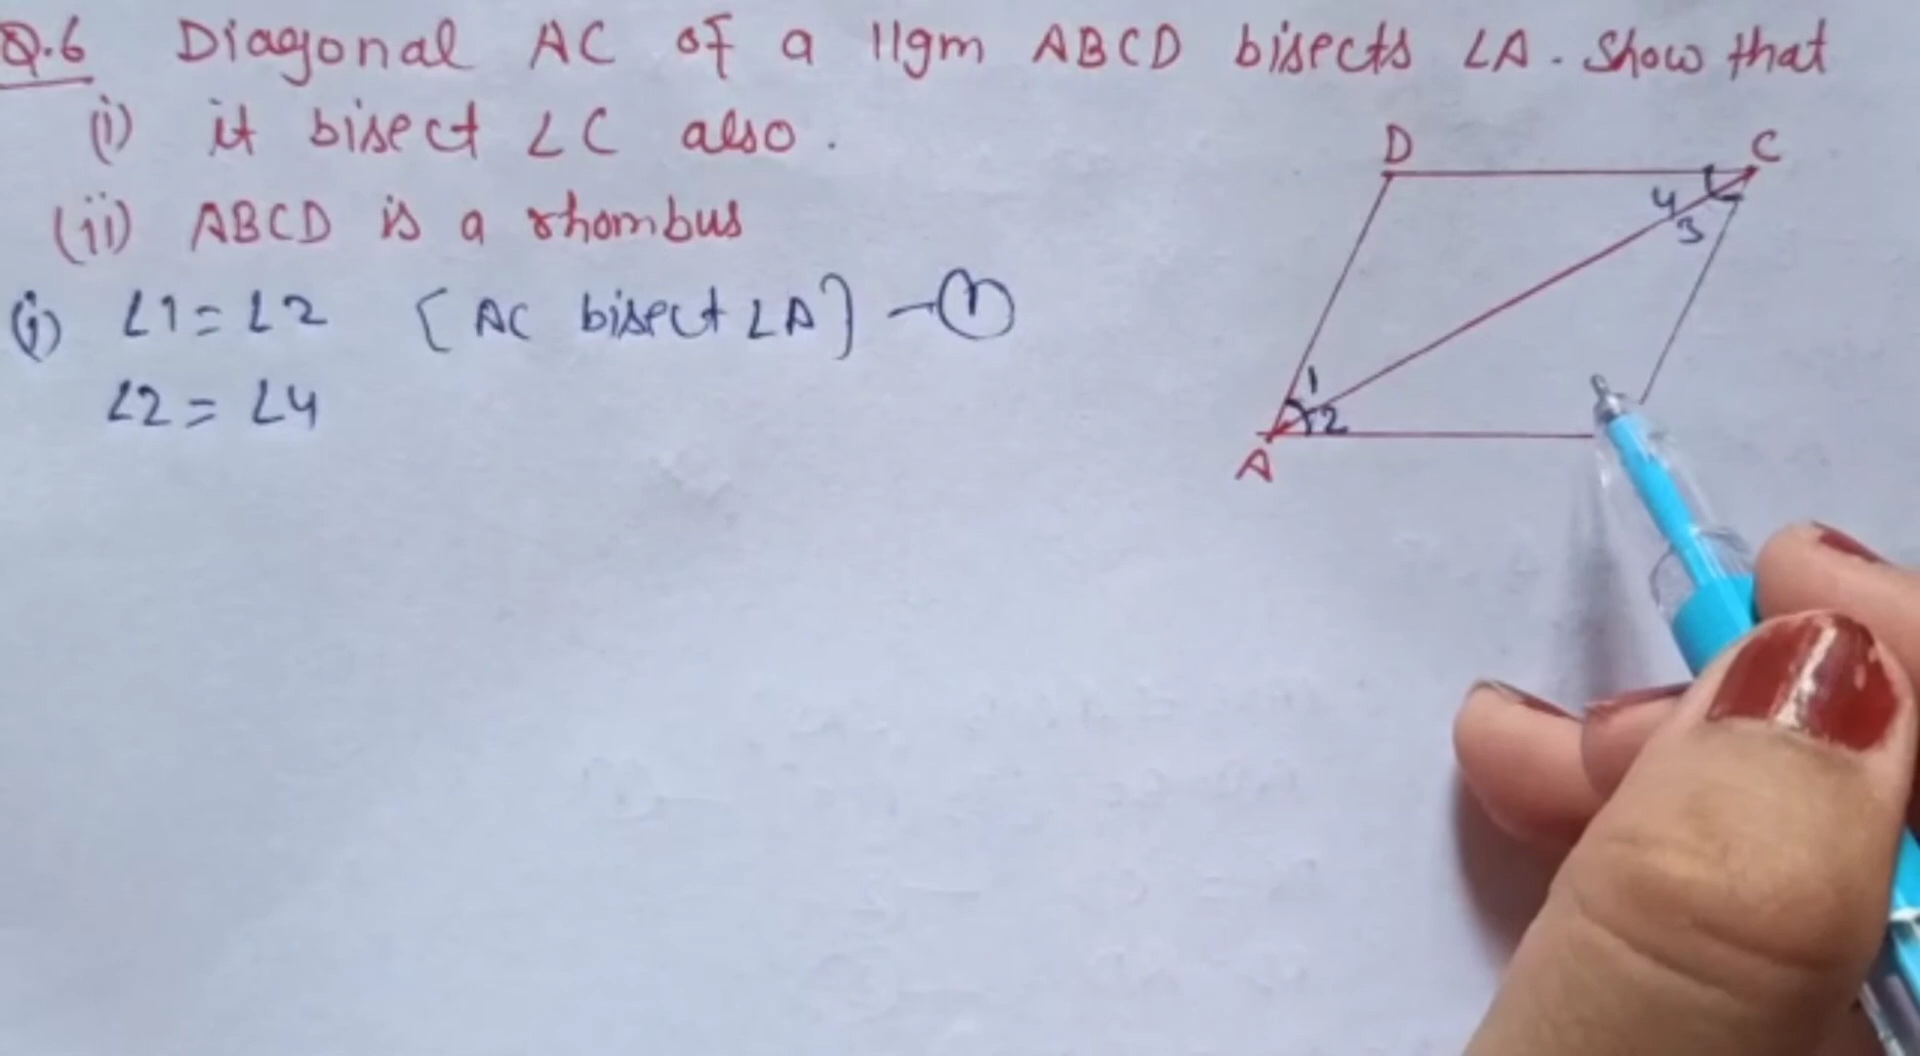 Q.6 Diagonal AC of a ||gm ABCD bisects ∠A. Show that
(i) it bisect ∠C also.
(ii) ABCD is a rhombus
(i) ∠1 = ∠2 [AC bisect ∠A] - ①
∠2 = ∠4
D
C
4
3
1
2
A